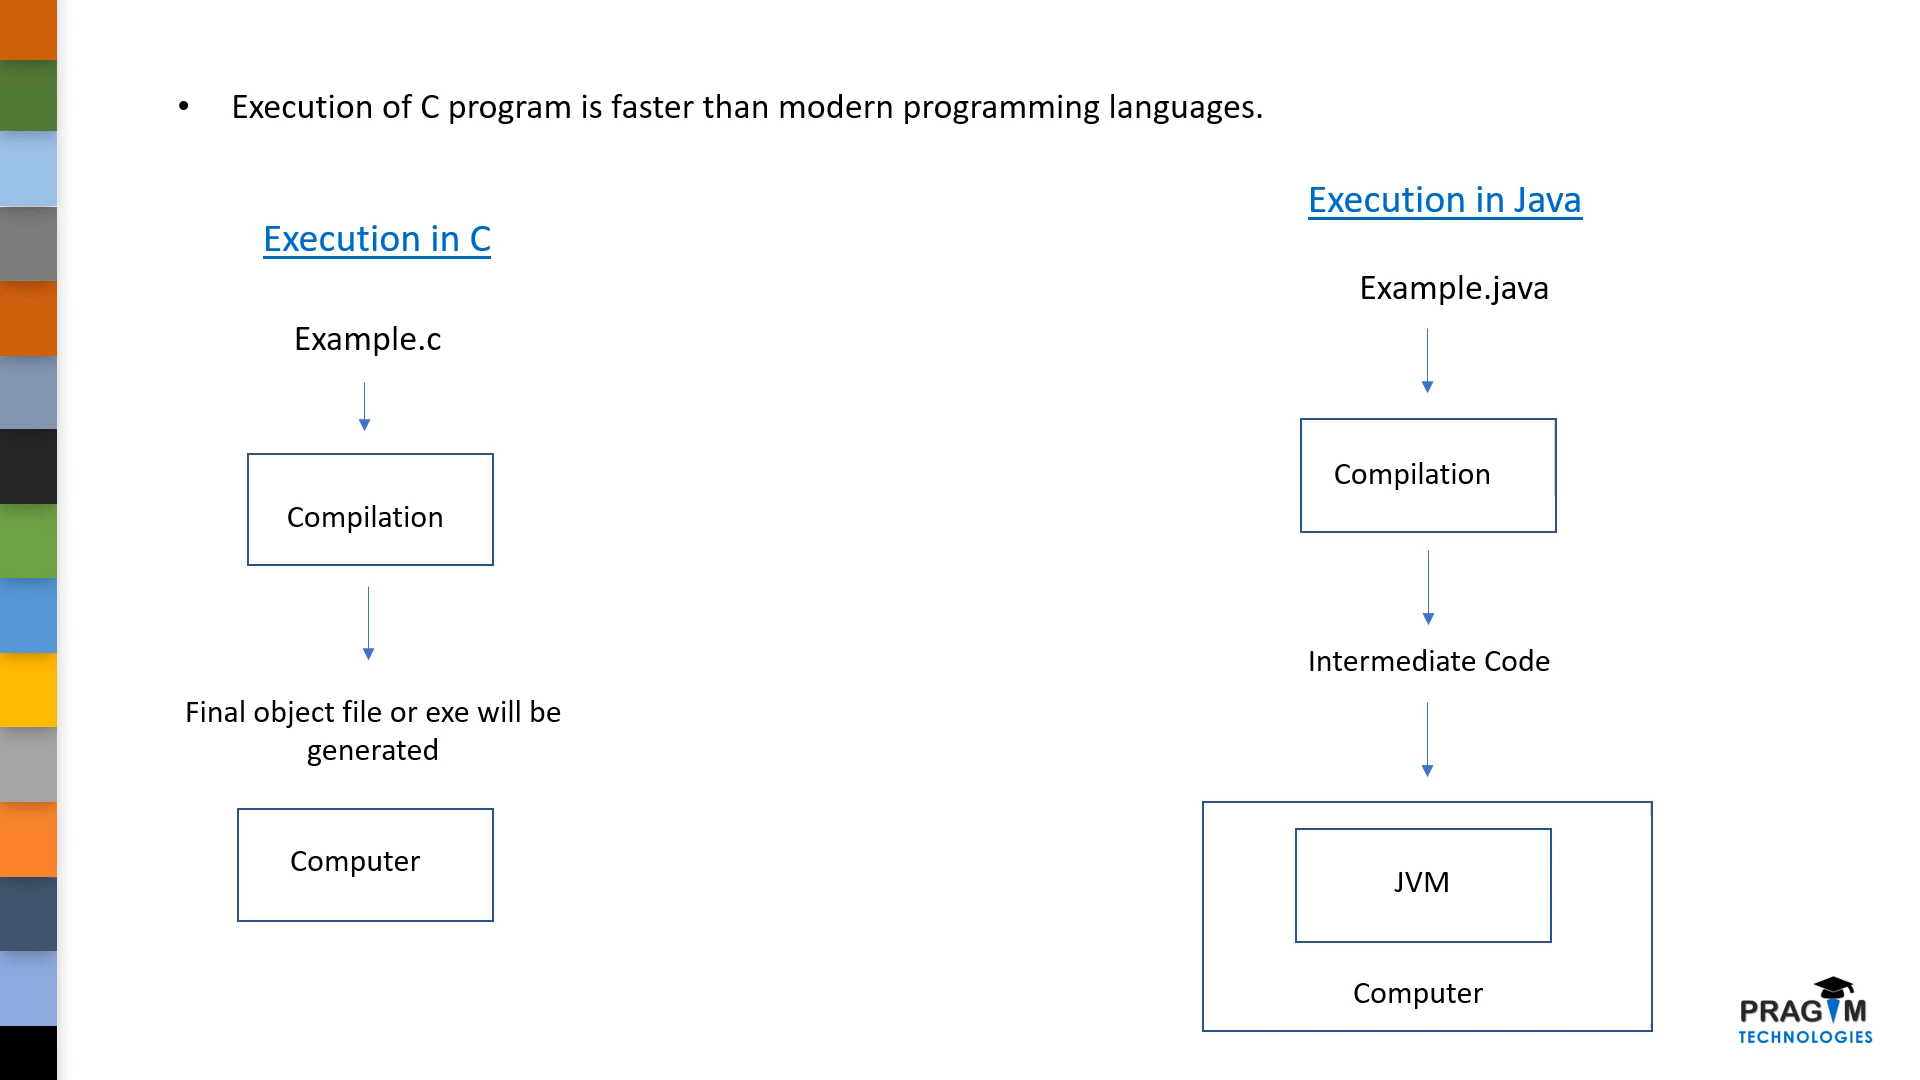 • Execution of C program is faster than modern programming languages.
Execution in C
Example.c
Compilation
Final object file or exe will be
generated
Computer
Execution in Java
Example.java
Compilation
Intermediate Code
JVM
Computer
PRAGIM
TECHNOLOGIES